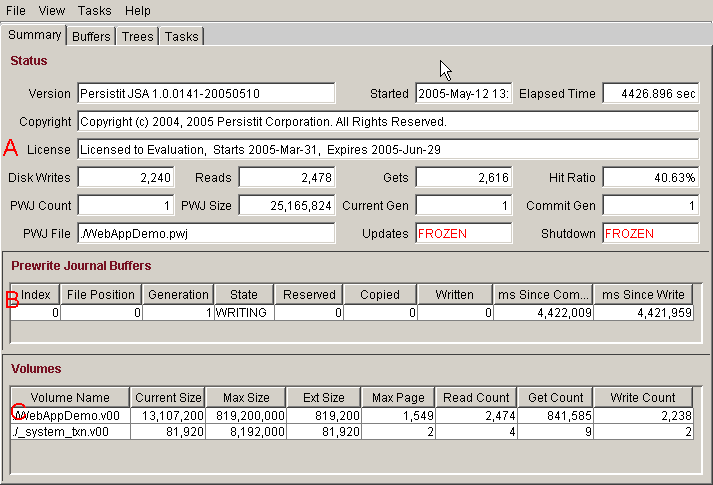 File View Tasks Help
Summary Buffers Trees Tasks
Status
Version Persistit JSA 1.0.0141-20050510 Started 2005-May-12 13: Elapsed Time 4426.896 sec
Copyright Copyright (c) 2004, 2005 Persistit Corporation. All Rights Reserved.
A License Licensed to Evaluation, Starts 2005-Mar-31, Expires 2005-Jun-29
Disk Writes 2,240 Reads 2,478 Gets 2,616 Hit Ratio 40.63%
PWJ Count 1 PWJ Size 25,165,824 Current Gen 1 Commit Gen 1
PWJ File ./WebAppDemo.pwj Updates FROZEN Shutdown FROZEN
Prewrite Journal Buffers
B Index File Position Generation State Reserved Copied Written ms Since Com... ms Since Write
0 0 1 WRITING 0 0 0 4,422,009 4,421,959
Volumes
Volume Name Current Size Max Size Ext Size Max Page Read Count Get Count Write Count
C ./WebAppDemo.v00 13,107,200 819,200,000 819,200 1,549 2,474 841,585 2,238
./_system_txn.v00 81,920 8,192,000 81,920 2 4 9 2